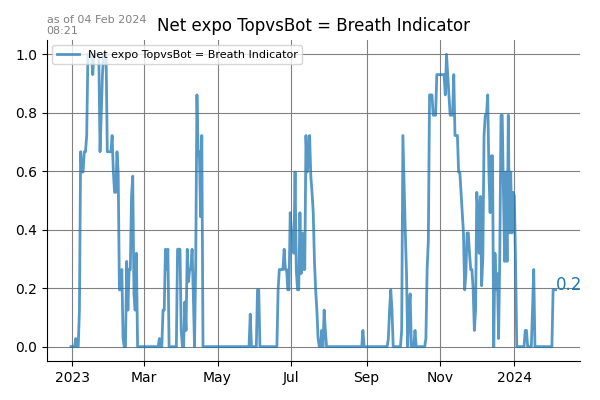 as of 04 Feb 2024
08:21
Net expo TopvsBot = Breath Indicator
Net expo TopvsBot = Breath Indicator
1.0
0.8
0.6
0.4
0.2
0.0
0.2
2023 Mar May Jul Sep Nov 2024